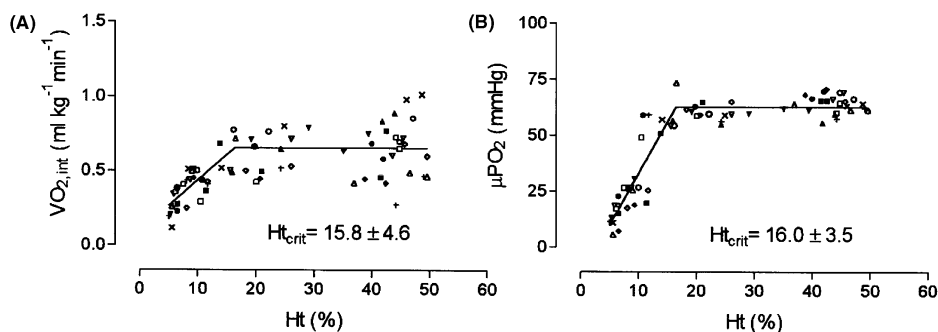 (A)
VO2,int (ml kg⁻¹ min⁻¹)
1.5
1.0
0.5
0.0
Htcrit = 15.8 ± 4.6
0 10 20 30 40 50 60
Ht (%)
(B)
µPO2 (mmHg)
100
75
50
25
0
Htcrit = 16.0 ± 3.5
0 10 20 30 40 50 60
Ht (%)